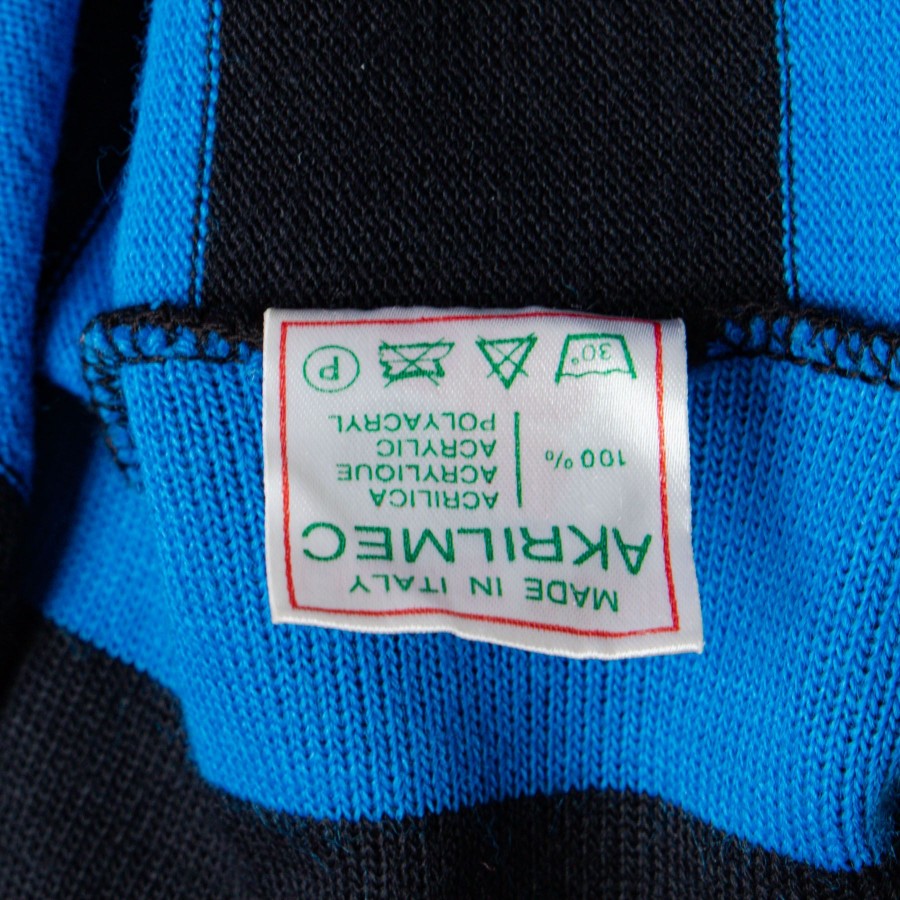 MADE IN ITALY
AKRILMEC
100%
ACRILICA
ACRYLIQUE
ACRYLIC
POLYACRYL
30°
P